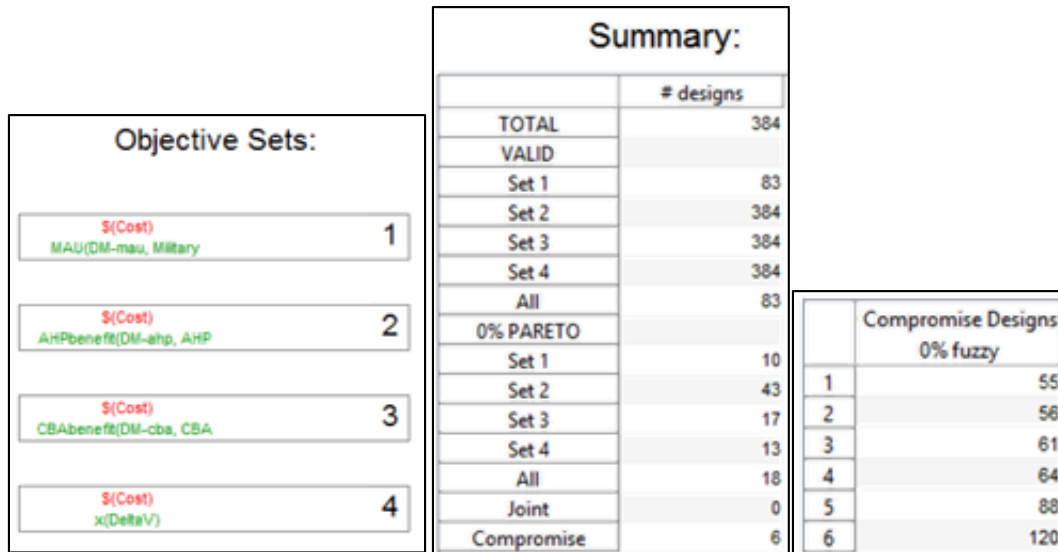 Objective Sets:
$(Cost)
MAU(DM-mau, Military
1
$(Cost)
AHPbenefit(DM-ahp, AHP
2
$(Cost)
CBAbenefit(DM-cba, CBA
3
$(Cost)
x(DeltaV)
4
Summary:
# designs
TOTAL 384
VALID
Set 1 83
Set 2 384
Set 3 384
Set 4 384
All 83
0% PARETO
Set 1 10
Set 2 43
Set 3 17
Set 4 13
All 18
Joint 0
Compromise 6
Compromise Designs
0% fuzzy
1 55
2 56
3 61
4 64
5 88
6 120